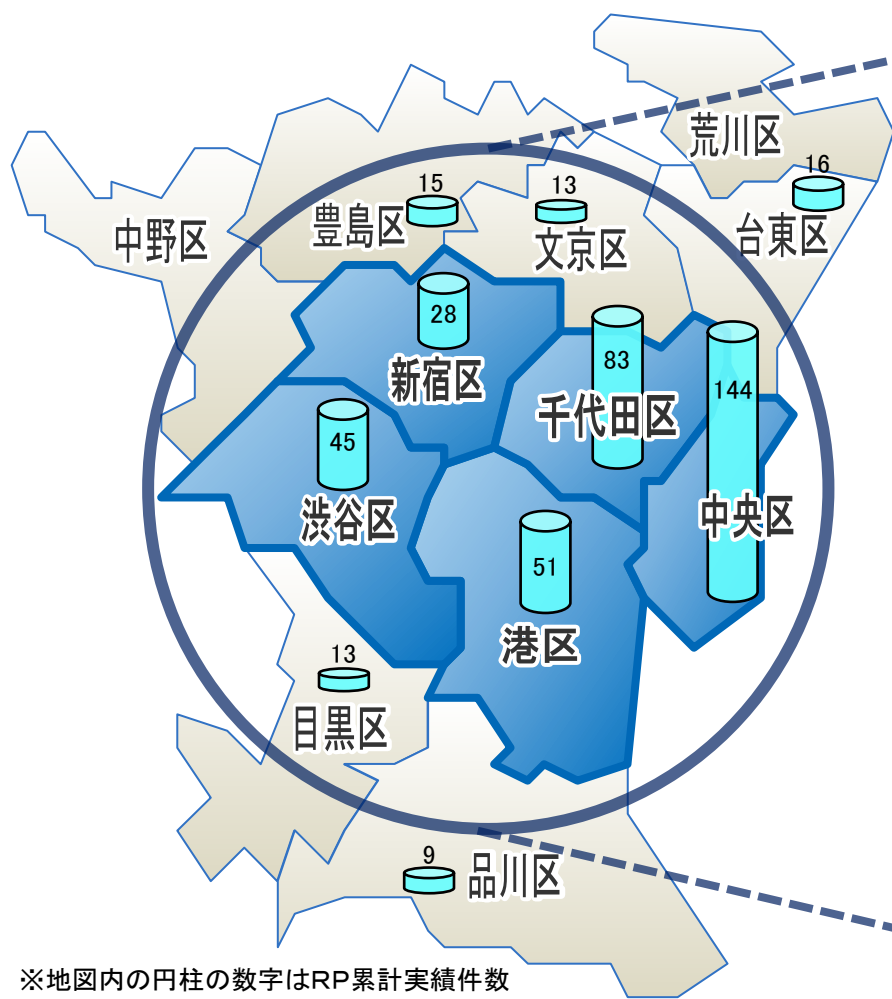 荒川区
16
台東区
15
豊島区
13
文京区
中野区
28
新宿区
83
千代田区
144
中央区
45
渋谷区
51
港区
13
目黒区
9
品川区
※地図内の円柱の数字はRP累計実績件数